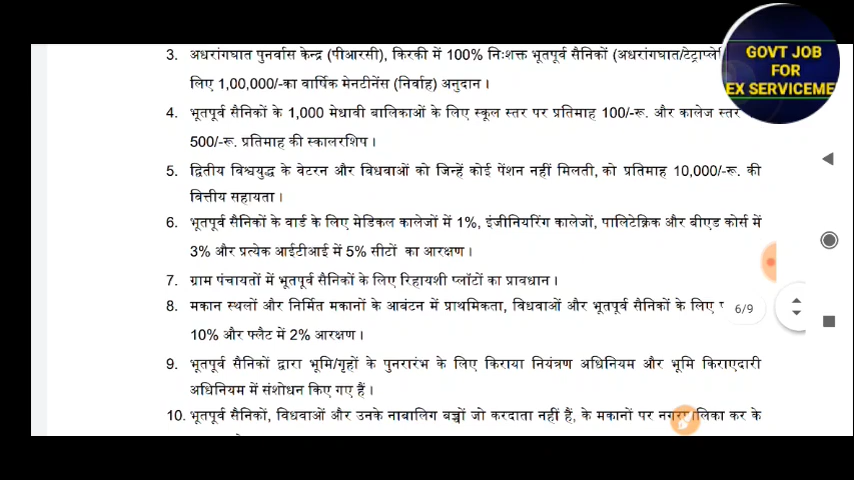 3. अधरांगघात पुनर्वास केन्द्र (पीआरसी), किरकी में 100% निःशक्त भूतपूर्व सैनिकों (अधरांगघात/टेट्राप्ले
लिए 1,00,000/-का वार्षिक मेनटीनेंस (निर्वाह) अनुदान।
4. भूतपूर्व सैनिकों के 1,000 मेधावी बालिकाओं के लिए स्कूल स्तर पर प्रतिमाह 100/-रू. और कालेज स्तर
500/-रू. प्रतिमाह की स्कालरशिप।
5. द्वितीय विश्वयुद्ध के वेटरन और विधवाओं को जिन्हें कोई पेंशन नहीं मिलती, को प्रतिमाह 10,000/-रू. की
वित्तीय सहायता।
6. भूतपूर्व सैनिकों के वार्ड के लिए मेडिकल कालेजों में 1%, इंजीनियरिंग कालेजों, पालिटेक्रिक और बीएड कोर्स में
3% और प्रत्येक आईटीआई में 5% सीटों का आरक्षण।
7. ग्राम पंचायतों में भूतपूर्व सैनिकों के लिए रिहायशी प्लॉटों का प्रावधान।
8. मकान स्थलों और निर्मित मकानों के आबंटन में प्राथमिकता, विधवाओं और भूतपूर्व सैनिकों के लिए
10% और फ्लैट में 2% आरक्षण।
9. भूतपूर्व सैनिकों द्वारा भूमि/गृहों के पुनरारंभ के लिए किराया नियंत्रण अधिनियम और भूमि किराएदारी
अधिनियम में संशोधन किए गए हैं।
10. भूतपूर्व सैनिकों, विधवाओं और उनके नाबालिग बच्चों जो करदाता नहीं हैं, के मकानों पर नगरपालिका कर के
GOVT JOB
FOR
EX SERVICEME
6/9